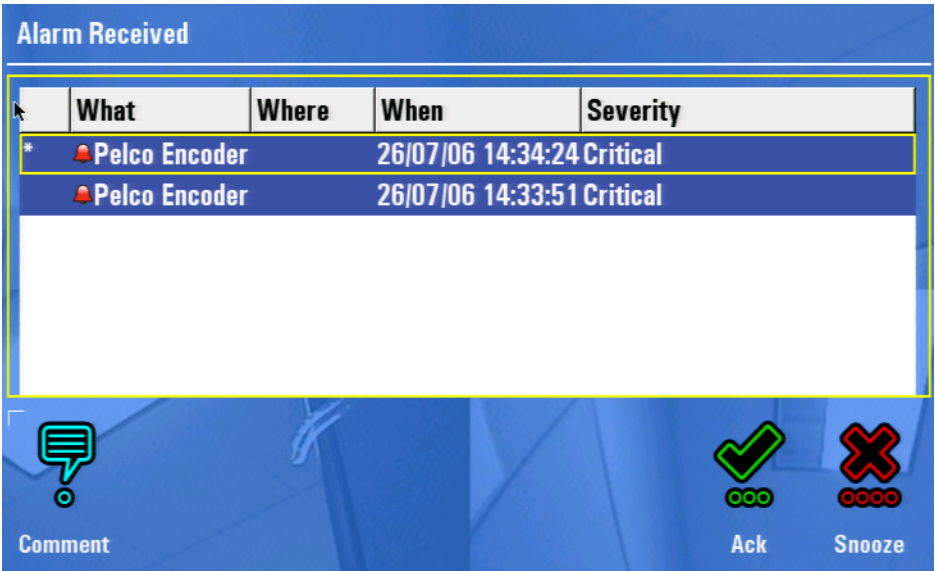 Alarm Received
What Where When Severity
* Pelco Encoder 26/07/06 14:34:24 Critical
Pelco Encoder 26/07/06 14:33:51 Critical
Comment Ack Snooze